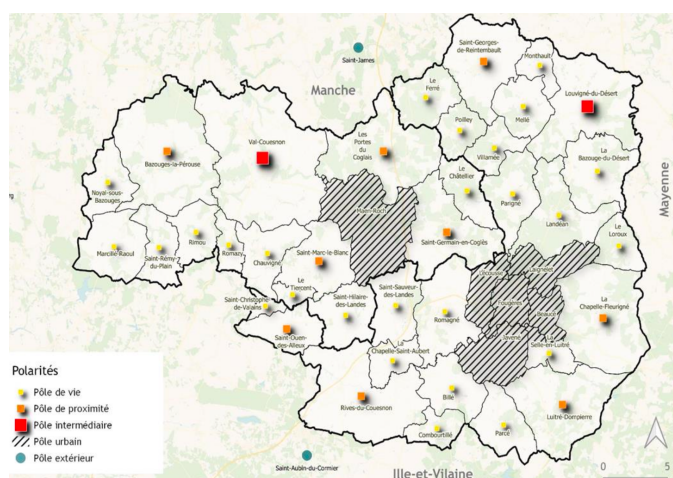 Saint-Georges-
de-Reintembault
Monthault
Saint-James
Manche
Le
Ferré
Louvigné-du-Désert
Mellé
Poilley
Val-Couesnon
Les
Portes
du
Coglais
Villamée
La
Bazouge-du-Désert
Bazouges-la-Pérouse
Le
Châtellier
Mayenne
Noyal-sous-
Bazouges
Parigné
Landéan
Le
Loroux
Saint-Germain-en-Coglès
Marcillé-Raoul
Saint-Rémy-
du-Plain
Rimou
Romazy
Chauvigné
Saint-Marc-le-Blanc
Lécousse
Laignelet
Le
Tiercent
Saint-Christophe-
de-Valains
Saint-Hilaire-
des-Landes
Saint-Sauveur-
des-Landes
Fougères
Beaucé
La
Chapelle-Fleurigné
Romagné
Saint-Ouen-
des-Alleux
Javené
La
Selle-en-Luitré
La
Chapelle-Saint-Aubert
Billé
Rives-du-Couesnon
Luitré-Dompierre
Parcé
Combourtillé
Saint-Aubin-du-Cormier
Ille-et-Vilaine
Polarités
Pôle de vie
Pôle de proximité
Pôle intermédiaire
Pôle urbain
Pôle extérieur
0 5